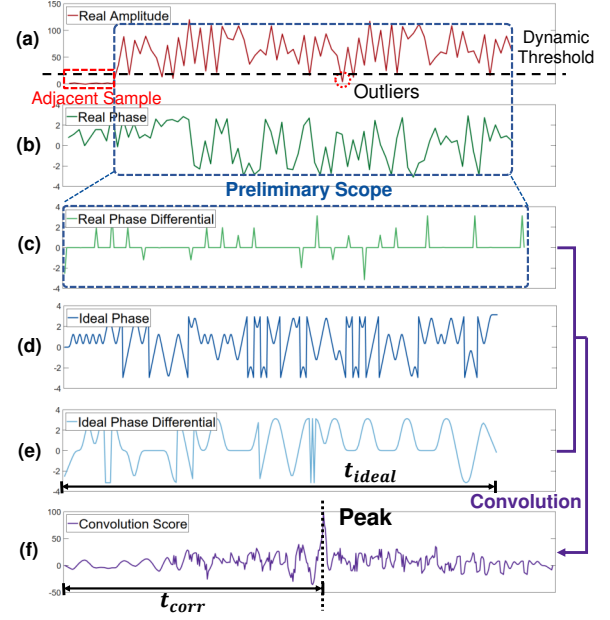 150
Real Amplitude
(a)
100
50
0
Dynamic
Threshold
Adjacent Sample
Outliers
4
Real Phase
(b)
2
0
-2
-4
Preliminary Scope
4
Real Phase Differential
(c)
2
0
-2
-4
4
Ideal Phase
(d)
2
0
-2
-4
4
Ideal Phase Differential
(e)
2
0
-2
-4
t_ideal
Convolution
Peak
100
Convolution Score
(f)
50
0
-50
t_corr